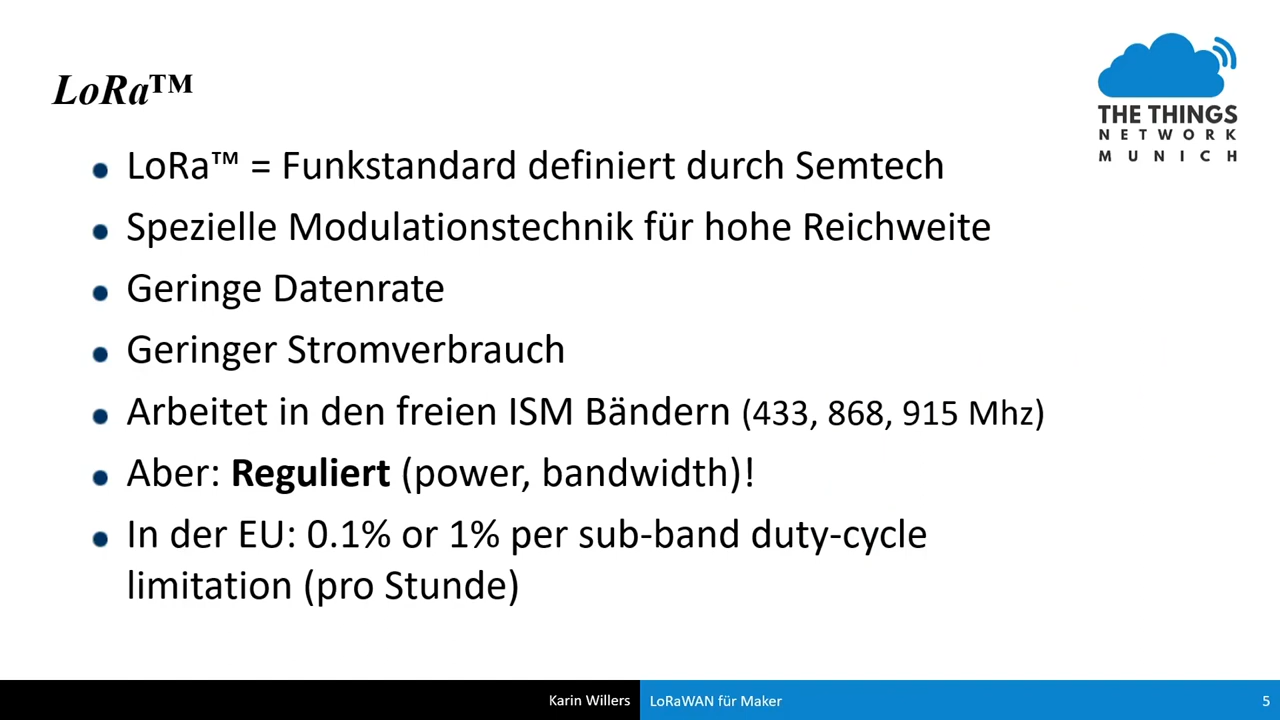 LoRa™
THE THINGS
NETWORK
MUNICH
LoRa™ = Funkstandard definiert durch Semtech
Spezielle Modulationstechnik für hohe Reichweite
Geringe Datenrate
Geringer Stromverbrauch
Arbeitet in den freien ISM Bändern (433, 868, 915 Mhz)
Aber: Reguliert (power, bandwidth)!
In der EU: 0.1% or 1% per sub-band duty-cycle
limitation (pro Stunde)
Karin Willers
LoRaWAN für Maker
5